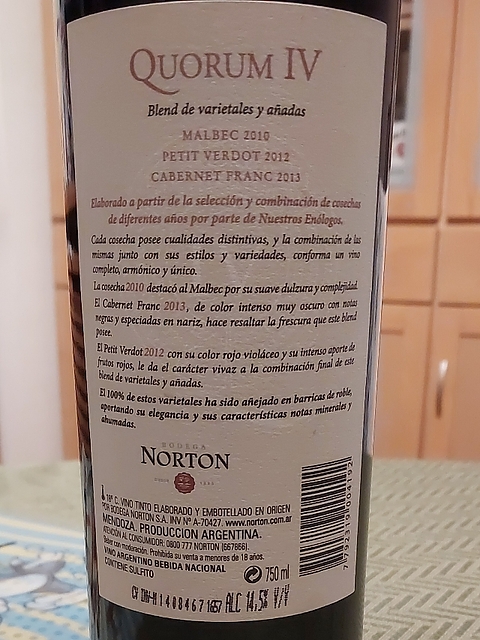 QUORUM IV
Blend de varietales y añadas
MALBEC 2010
PETIT VERDOT 2012
CABERNET FRANC 2013
Elaborado a partir de la selección y combinación de cosechas
de diferentes años por parte de Nuestros Enólogos.
Cada cosecha posee cualidades distintivas, y la combinación de las
mismas junto con sus estilos y variedades, conforma un vino
completo, armónico y único.
La cosecha 2010 destacó al Malbec por su suave dulzura y complejidad.
El Cabernet Franc 2013, de color intenso muy oscuro con notas
negras y especiadas en nariz, hace resaltar la frescura que este blend
posee.
El Petit Verdot 2012 con su color rojo violáceo y su intenso aporte de
frutos rojos, le da el carácter vivaz a la combinación final de este
blend de varietales y añadas.
El 100% de estos varietales ha sido añejado en barricas de roble,
aportando su elegancia y sus características notas minerales y
ahumadas.
BODEGA
NORTON
16° C. VINO TINTO ELABORADO Y EMBOTELLADO EN ORIGEN
POR BODEGA NORTON S.A. INV Nº A-70427. www.norton.com.ar
MENDOZA. PRODUCCION ARGENTINA.
ATENCIÓN AL CONSUMIDOR: 0800 777 NORTON (667866).
Beber con moderación. Prohibida su venta a menores de 18 años.
VINO ARGENTINO BEBIDA NACIONAL
CONTIENE SULFITO
750 ml
ALC 14,5% V/V